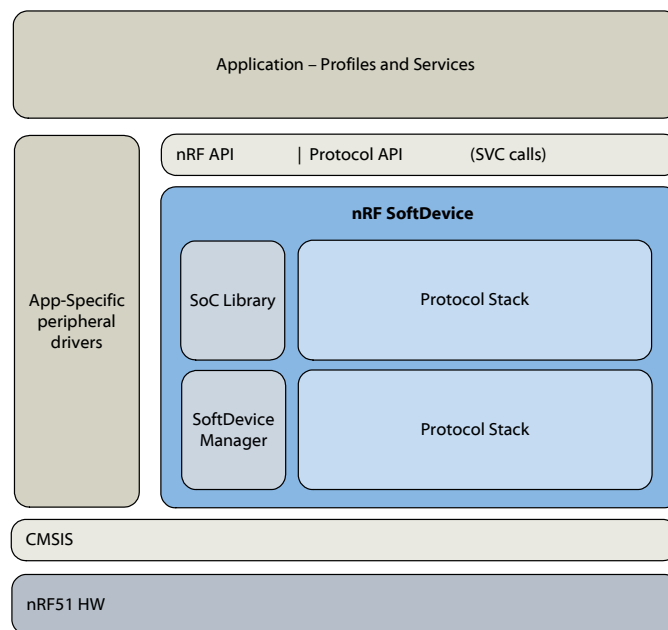 Application – Profiles and Services
nRF API | Protocol API (SVC calls)
nRF SoftDevice
App-Specific
peripheral
drivers
SoC Library
Protocol Stack
SoftDevice
Manager
Protocol Stack
CMSIS
nRF51 HW